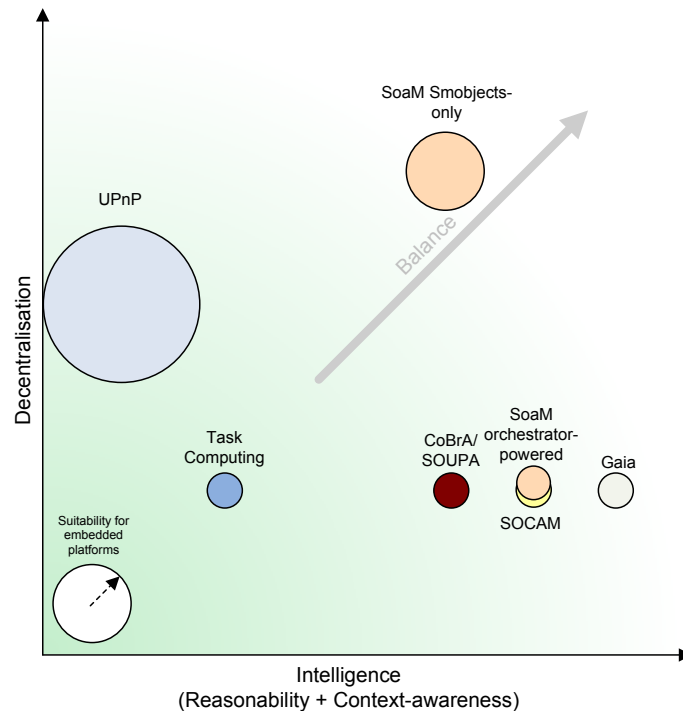 SoaM Smobjects-
only
UPnP
Balance
Decentralisation
Task
Computing
CoBrA/
SOUPA
SoaM
orchestrator-
powered
Gaia
SOCAM
Suitability for
embedded
platforms
Intelligence
(Reasonability + Context-awareness)